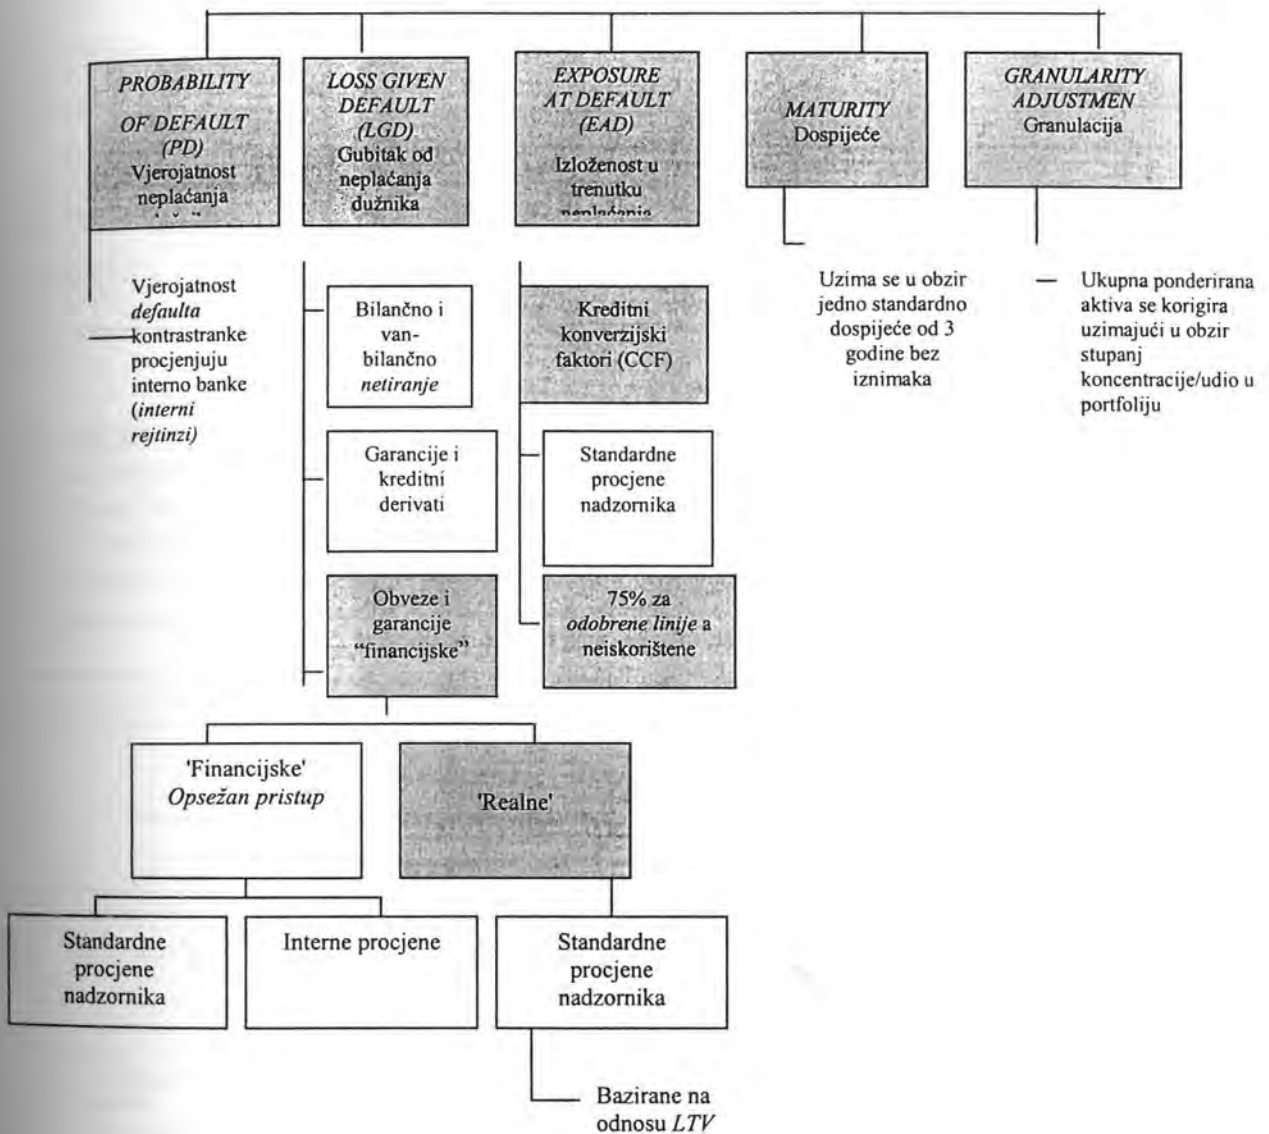 PROBABILITY
OF DEFAULT
(PD)
Vjerojatnost
neplaćanja
LOSS GIVEN
DEFAULT
(LGD)
Gubitak od
neplaćanja
dužnika
EXPOSURE
AT DEFAULT
(EAD)
Izloženost u
trenutku
neplaćanja
MATURITY
Dospijeće
GRANULARITY
ADJUSTMEN
Granulacija
Vjerojatnost
defaulta
kontrastranke
procjenjuju
interno banke
(interni
rejtinzi)
Bilančno i
van-
bilančno
netiranje
Garancije i
kreditni
derivati
Obveze i
garancije
“financijske”
Kreditni
konverzijski
faktori (CCF)
Standardne
procjene
nadzornika
75% za
odobrene linije a
neiskorištene
Uzima se u obzir
jedno standardno
dospijeće od 3
godine bez
iznimaka
Ukupna ponderirana
aktiva se korigira
uzimajući u obzir
stupanj
koncentracije/udio u
portfoliju
'Financijske'
Opsežan pristup
'Realne'
Standardne
procjene
nadzornika
Interne procjene
Standardne
procjene
nadzornika
Bazirane na
odnosu LTV